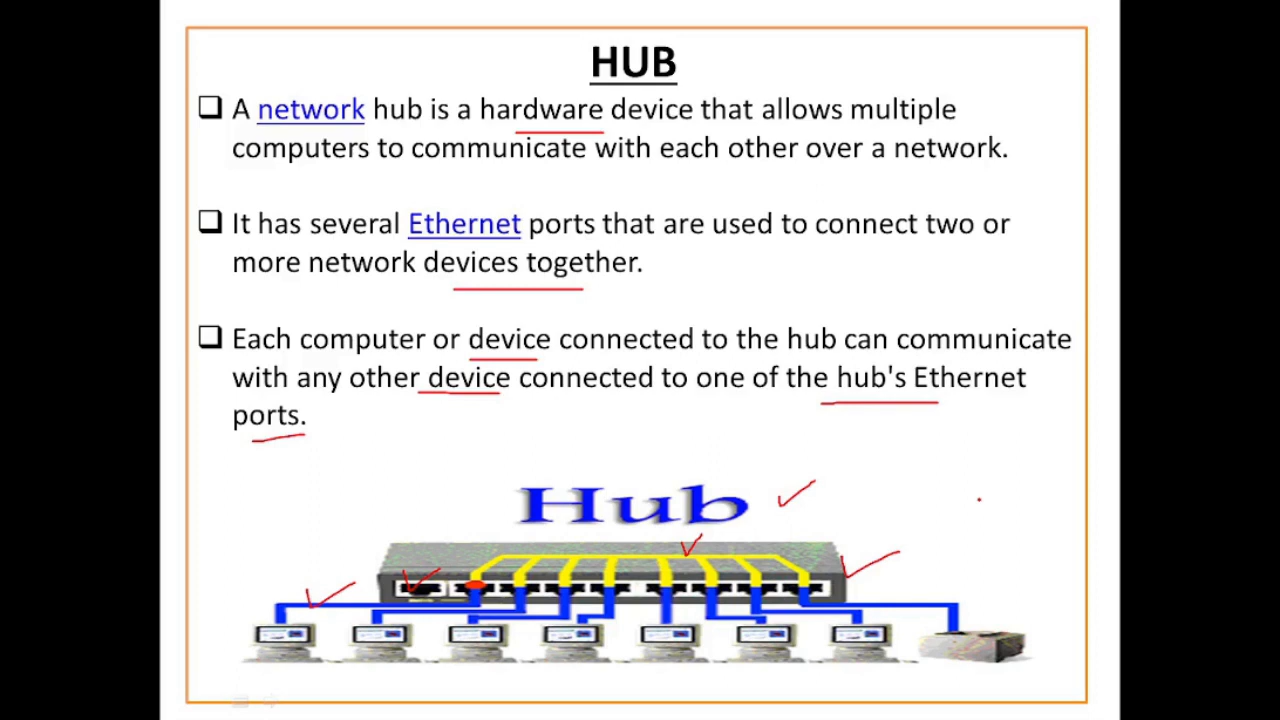 HUB
❑ A network hub is a hardware device that allows multiple
computers to communicate with each other over a network.
❑ It has several Ethernet ports that are used to connect two or
more network devices together.
❑ Each computer or device connected to the hub can communicate
with any other device connected to one of the hub's Ethernet
ports.
Hub